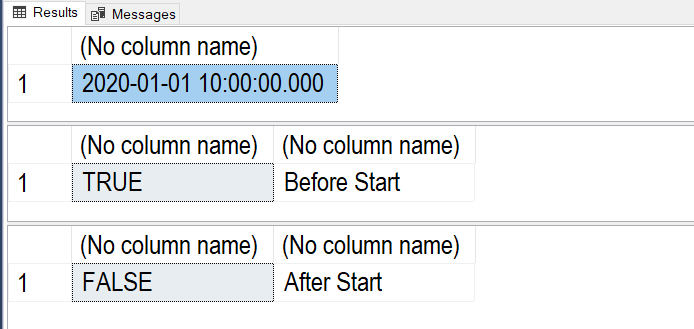 Results Messages
(No column name)
1 2020-01-01 10:00:00.000
(No column name) (No column name)
1 TRUE Before Start
(No column name) (No column name)
1 FALSE After Start